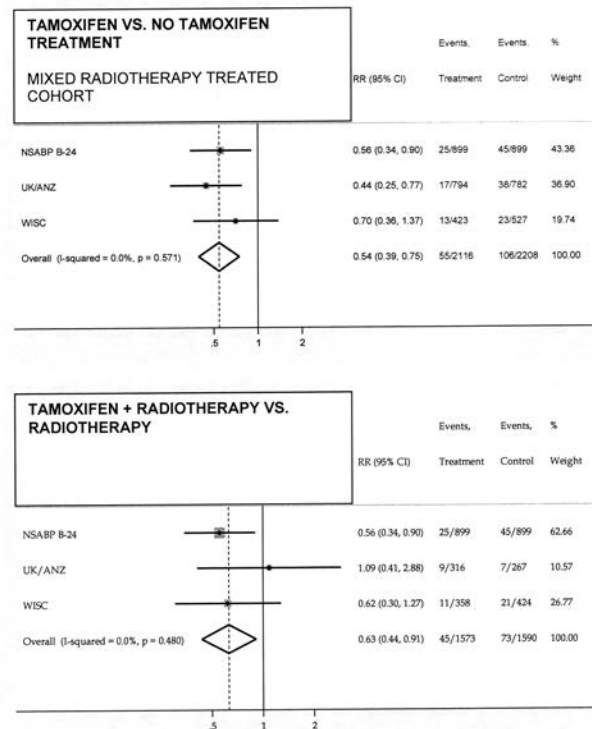 TAMOXIFEN VS. NO TAMOXIFEN
TREATMENT
MIXED RADIOTHERAPY TREATED
COHORT
Events, Events, %
RR (95% CI) Treatment Control Weight
NSABP B-24 0.56 (0.34, 0.90) 25/899 45/899 43.36
UK/ANZ 0.44 (0.25, 0.77) 17/794 38/782 36.90
WISC 0.70 (0.36, 1.37) 13/423 23/527 19.74
Overall (I-squared = 0.0%, p = 0.571) 0.54 (0.39, 0.75) 55/2116 106/2208 100.00
.5 1 2
TAMOXIFEN + RADIOTHERAPY VS.
RADIOTHERAPY
Events, Events, %
RR (95% CI) Treatment Control Weight
NSABP B-24 0.56 (0.34, 0.90) 25/899 45/899 62.66
UK/ANZ 1.09 (0.41, 2.88) 9/316 7/267 10.57
WISC 0.62 (0.30, 1.27) 11/358 21/424 26.77
Overall (I-squared = 0.0%, p = 0.480) 0.63 (0.44, 0.91) 45/1573 73/1590 100.00
.5 1 2